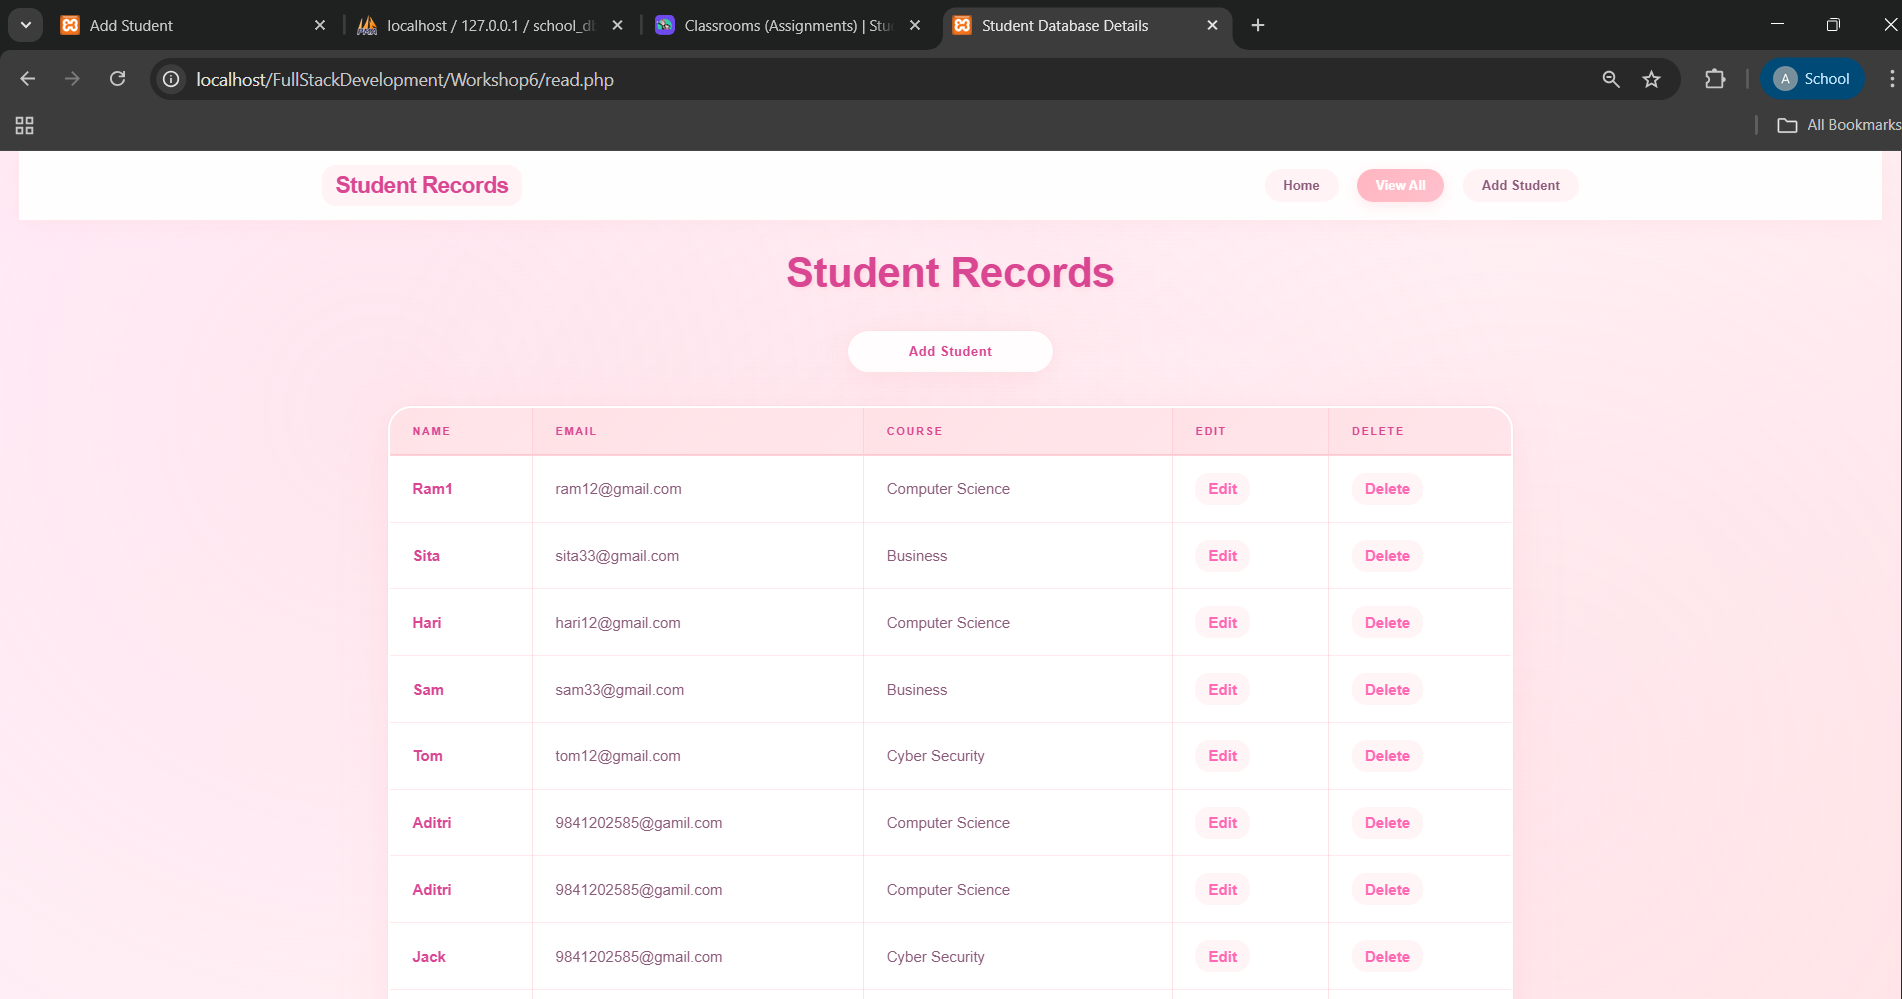 Add Student
localhost / 127.0.0.1 / school_db
Classrooms (Assignments) | Stu
Student Database Details
localhost/FullStackDevelopment/Workshop6/read.php
A School
All Bookmarks
Student Records
Home View All Add Student
Student Records
Add Student
NAME EMAIL COURSE EDIT DELETE
Ram1 ram12@gmail.com Computer Science Edit Delete
Sita sita33@gmail.com Business Edit Delete
Hari hari12@gmail.com Computer Science Edit Delete
Sam sam33@gmail.com Business Edit Delete
Tom tom12@gmail.com Cyber Security Edit Delete
Aditri 9841202585@gamil.com Computer Science Edit Delete
Aditri 9841202585@gamil.com Computer Science Edit Delete
Jack 9841202585@gmail.com Cyber Security Edit Delete